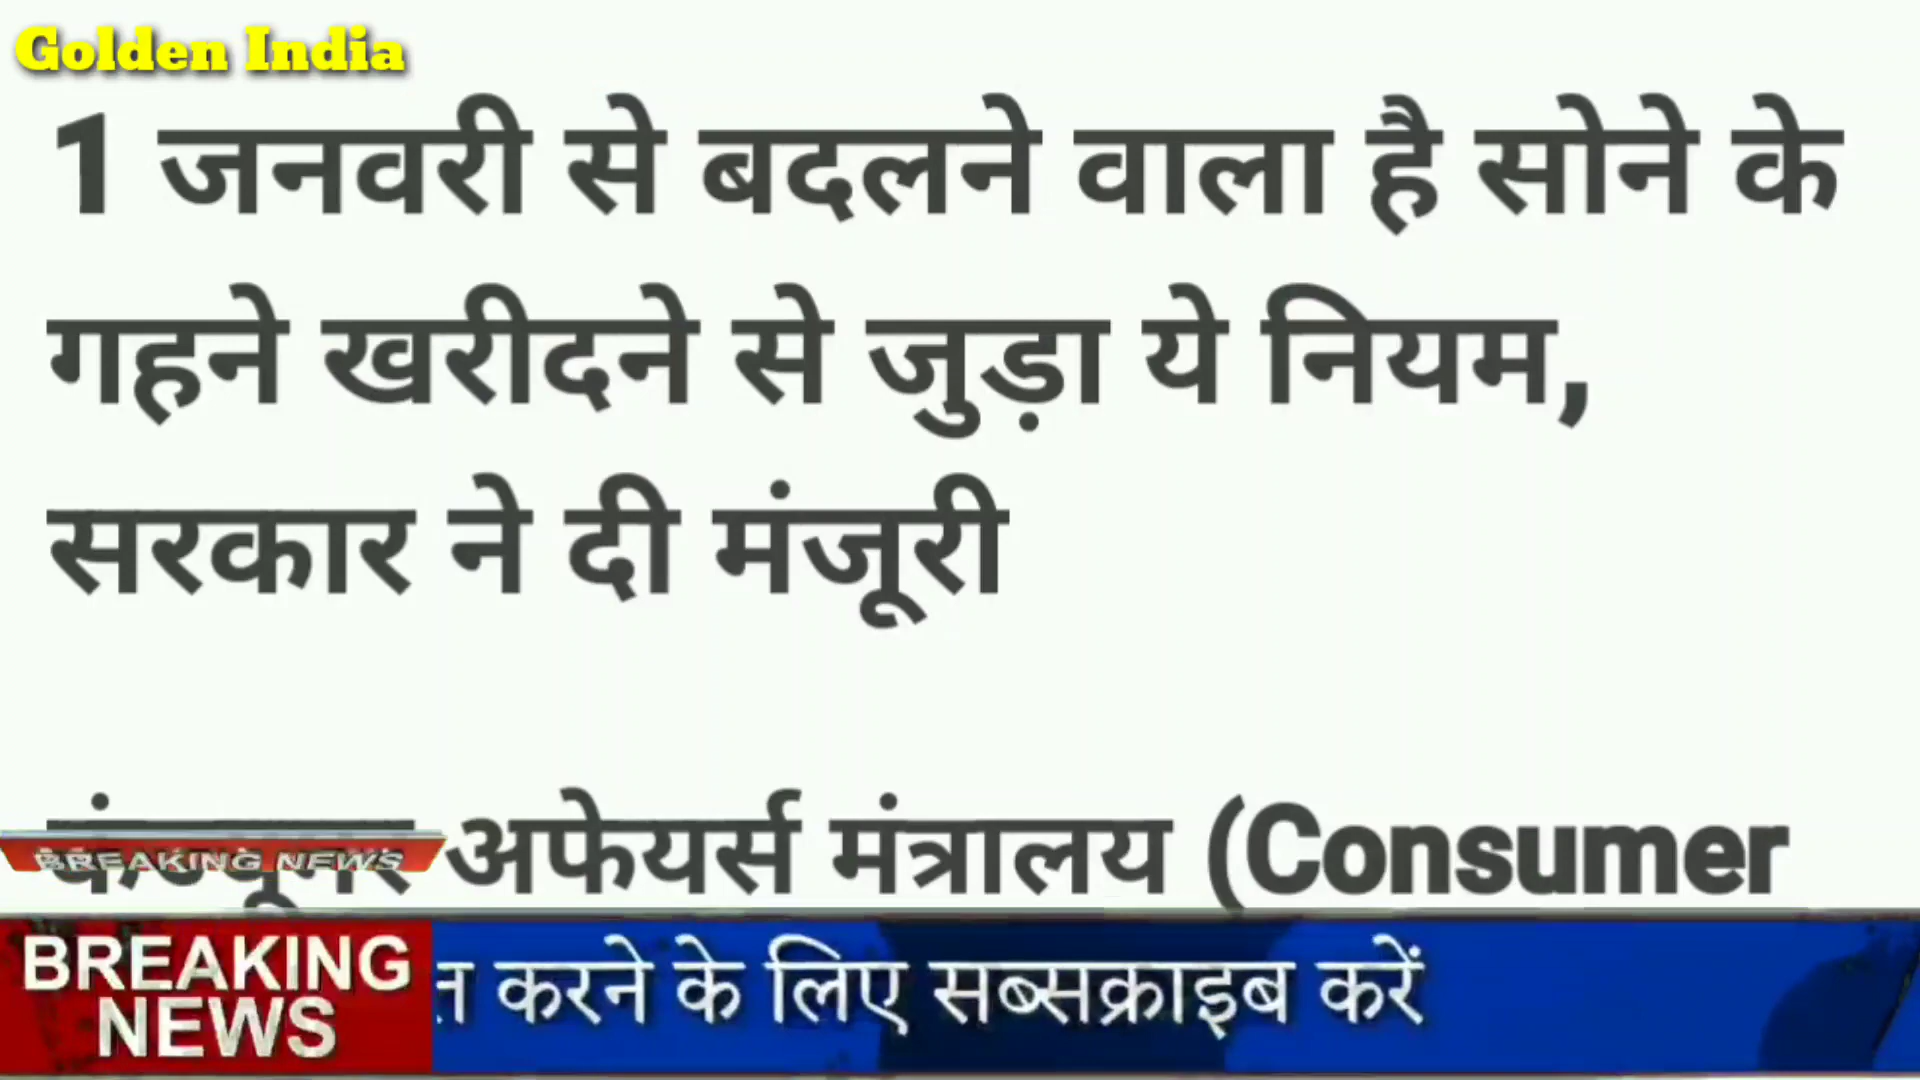 Golden India
1 जनवरी से बदलने वाला है सोने के
गहने खरीदने से जुड़ा ये नियम,
सरकार ने दी मंजूरी
अफेयर्स मंत्रालय (Consumer
BREAKING NEWS
BREAKING
NEWS
करने के लिए सब्सक्राइब करें